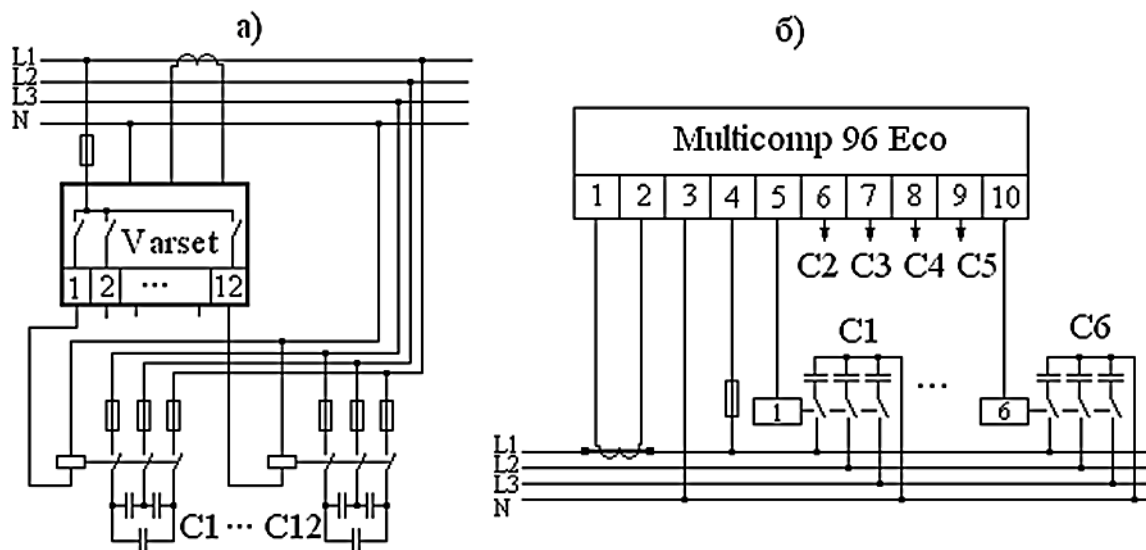 а)
L1
L2
L3
N
Varset
1 2 ... 12
C1 ... C12
б)
Multicomp 96 Eco
1 2 3 4 5 6 7 8 9 10
C2 C3 C4 C5
C1 C6
...
1 6
L1
L2
L3
N